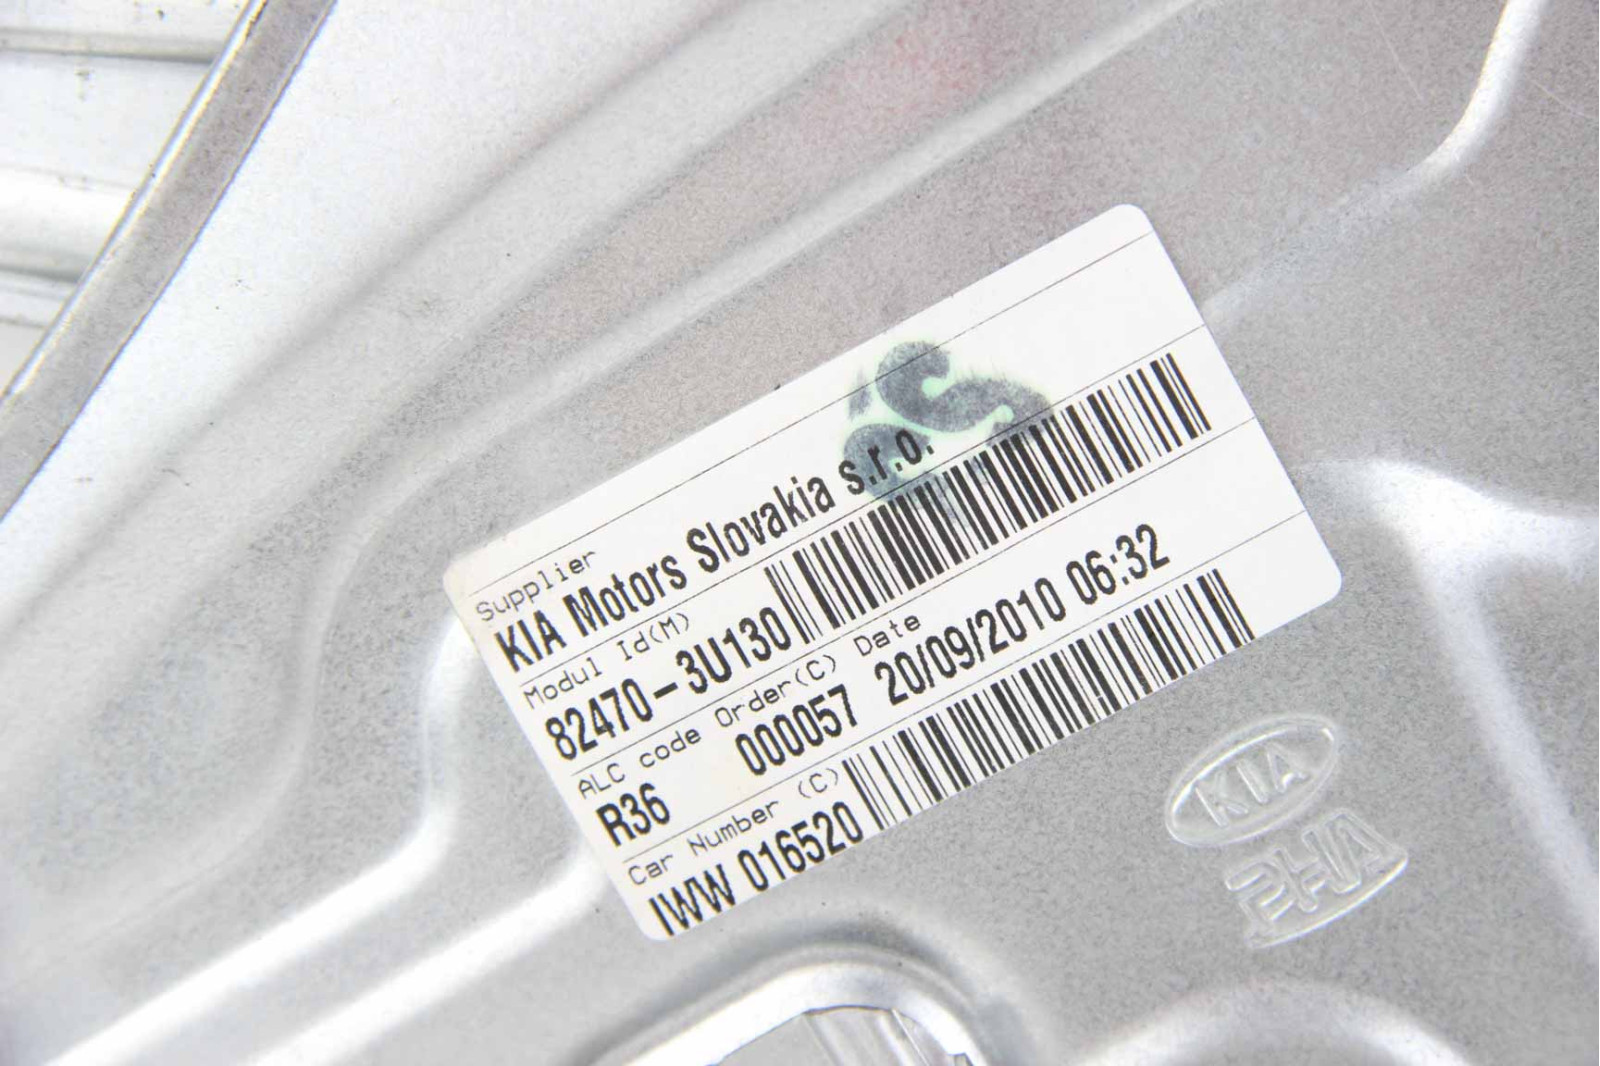 Supplier
KIA Motors Slovakia s.r.o.
Modul Id(M)
82470-3U130
ALC code Order(C) Date
R36 000057 20/09/2010 06:32
Car Number (C)
IWW 016520
KIA
PHA